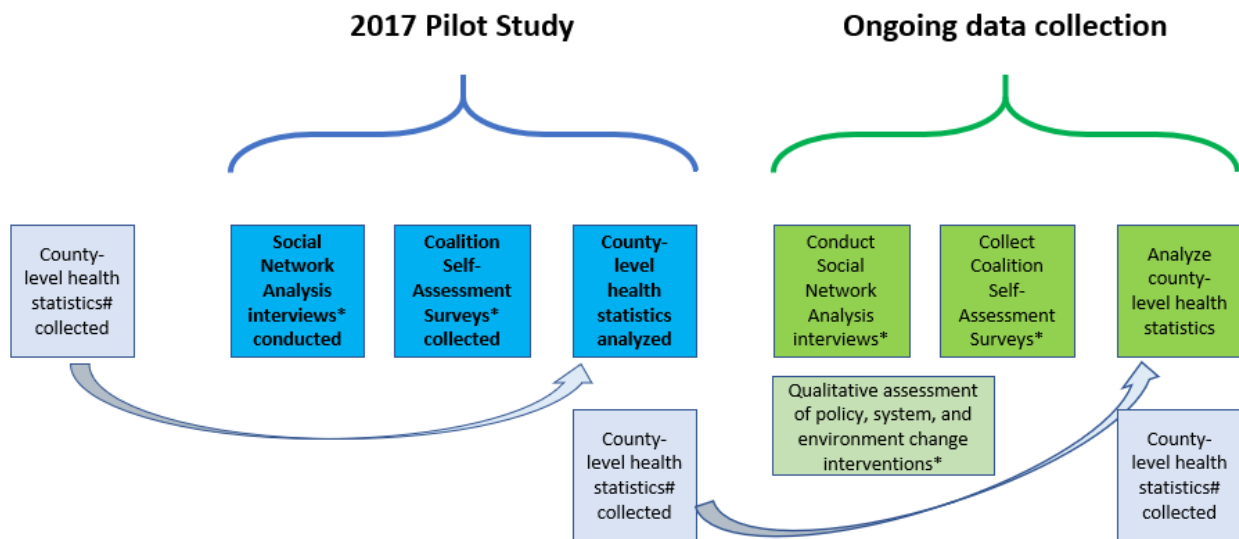 2017 Pilot Study
Ongoing data collection
County-
level health
statistics#
collected
Social
Network
Analysis
interviews*
conducted
Coalition
Self-
Assessment
Surveys*
collected
County-
level
health
statistics
analyzed
Conduct
Social
Network
Analysis
interviews*
Collect
Coalition
Self-
Assessment
Surveys*
Analyze
county-
level health
statistics
Qualitative assessment
of policy, system, and
environment change
interventions*
County-
level health
statistics#
collected
County-
level health
statistics#
collected